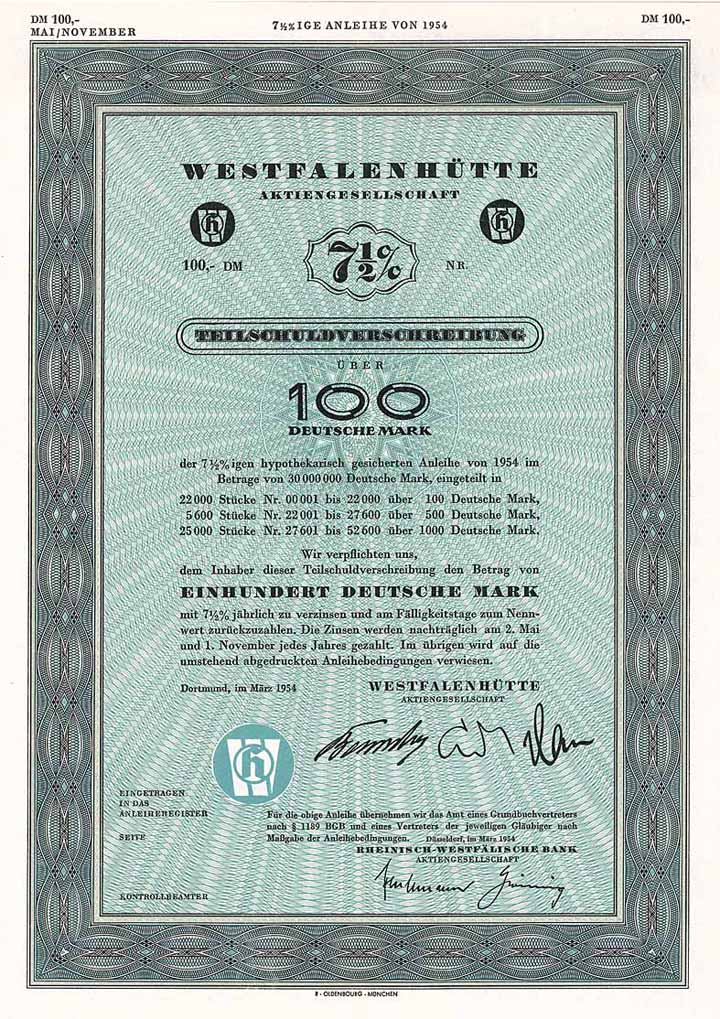 DM 100,-
MAI/NOVEMBER
7½%IGE ANLEIHE VON 1954
DM 100,-
WESTFALENHÜTTE
AKTIENGESELLSCHAFT
100,- DM
7½%
NR.
TEILSCHULDVERSCHREIBUNG
ÜBER
100
DEUTSCHE MARK
der 7½%igen hypothekarisch gesicherten Anleihe von 1954 im
Betrage von 30 000 000 Deutsche Mark, eingeteilt in
22 000 Stücke Nr. 00 001 bis 22 000 über 100 Deutsche Mark,
5 600 Stücke Nr. 22 001 bis 27 600 über 500 Deutsche Mark,
25 000 Stücke Nr. 27 601 bis 52 600 über 1000 Deutsche Mark.
Wir verpflichten uns,
dem Inhaber dieser Teilschuldverschreibung den Betrag von
EINHUNDERT DEUTSCHE MARK
mit 7½% jährlich zu verzinsen und am Fälligkeitstage zum Nenn-
wert zurückzuzahlen. Die Zinsen werden nachträglich am 2. Mai
und 1. November jedes Jahres gezahlt. Im übrigen wird auf die
umstehend abgedruckten Anleihebedingungen verwiesen.
Dortmund, im März 1954
WESTFALENHÜTTE
AKTIENGESELLSCHAFT
EINGETRAGEN
IN DAS
ANLEIHEREGISTER
SEITE
KONTROLLBEAMTER
Für die obige Anleihe übernehmen wir das Amt eines Grundbuchvertreters
nach § 1189 BGB und eines Vertreters der jeweiligen Gläubiger nach
Maßgabe der Anleihebedingungen. Düsseldorf, im März 1954
RHEINISCH-WESTFÄLISCHE BANK
AKTIENGESELLSCHAFT
R · OLDENBOURG · MÜNCHEN